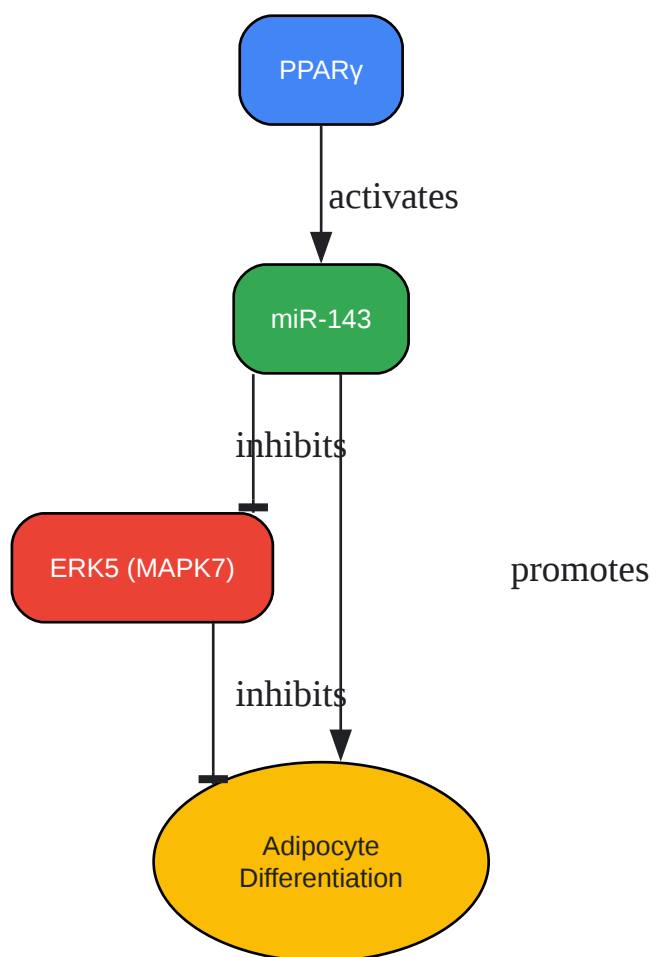 PPARγ
activates
miR-143
inhibits
ERK5 (MAPK7)
promotes
inhibits
Adipocyte
Differentiation